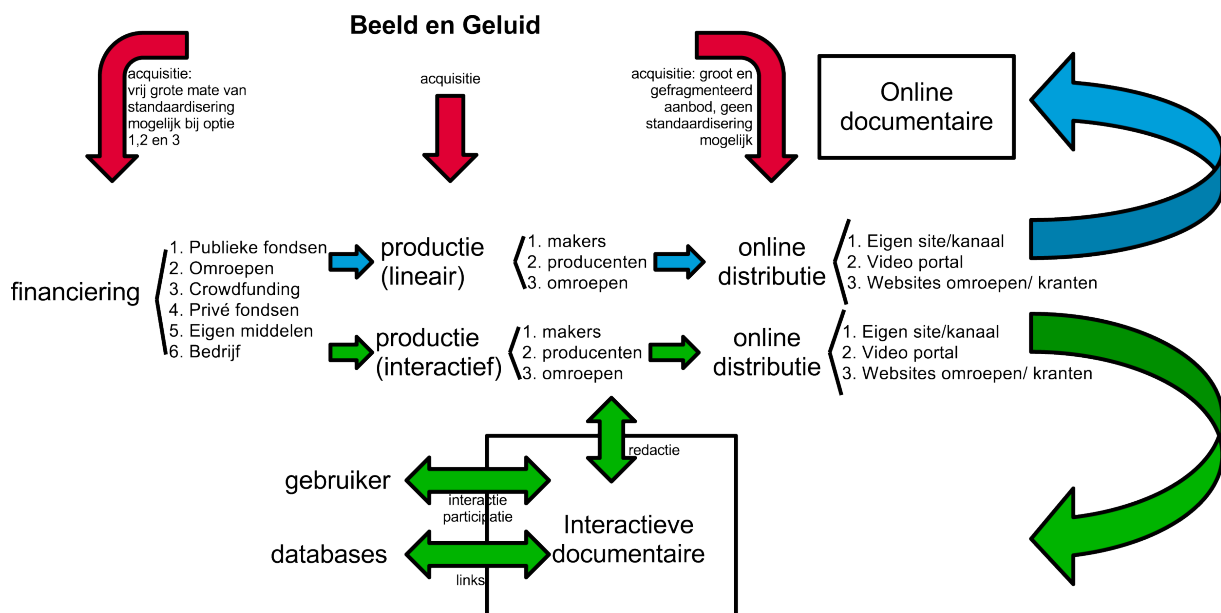 Beeld en Geluid
acquisitie:
vrij grote mate van
standaardisering
mogelijk bij optie
1,2 en 3
acquisitie
acquisitie: groot en
gefragmenteerd
aanbod, geen
standaardisering
mogelijk
Online
documentaire
financiering
1. Publieke fondsen
2. Omroepen
3. Crowdfunding
4. Privé fondsen
5. Eigen middelen
6. Bedrijf
productie
(lineair)
1. makers
2. producenten
3. omroepen
online
distributie
1. Eigen site/kanaal
2. Video portal
3. Websites omroepen/ kranten
productie
(interactief)
1. makers
2. producenten
3. omroepen
online
distributie
1. Eigen site/kanaal
2. Video portal
3. Websites omroepen/ kranten
redactie
gebruiker
interactie
participatie
Interactieve
documentaire
databases
links